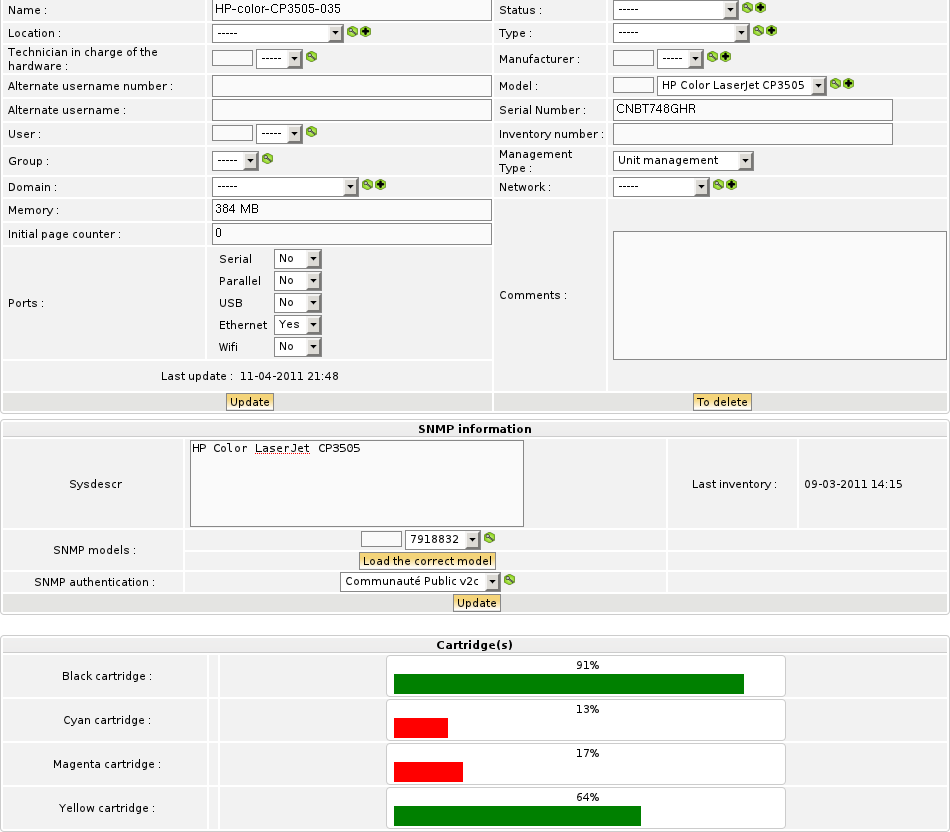 Name : HP-color-CP3505-035 Status : -----
Location : ----- Type : -----
Technician in charge of the
hardware : ----- Manufacturer : -----
Alternate username number : Model : HP Color LaserJet CP3505
Alternate username : Serial Number : CNBT748GHR
User : ----- Inventory number :
Group : ----- Management
Type : Unit management
Domain : ----- Network : -----
Memory : 384 MB
Initial page counter : 0
Ports :
Serial No
Parallel No
USB No
Ethernet Yes
Wifi No
Comments :
Last update : 11-04-2011 21:48
Update To delete
SNMP information
Sysdescr HP Color LaserJet CP3505 Last inventory : 09-03-2011 14:15
SNMP models : 7918832
Load the correct model
SNMP authentication : Communauté Public v2c
Update
Cartridge(s)
Black cartridge : 91%
Cyan cartridge : 13%
Magenta cartridge : 17%
Yellow cartridge : 64%